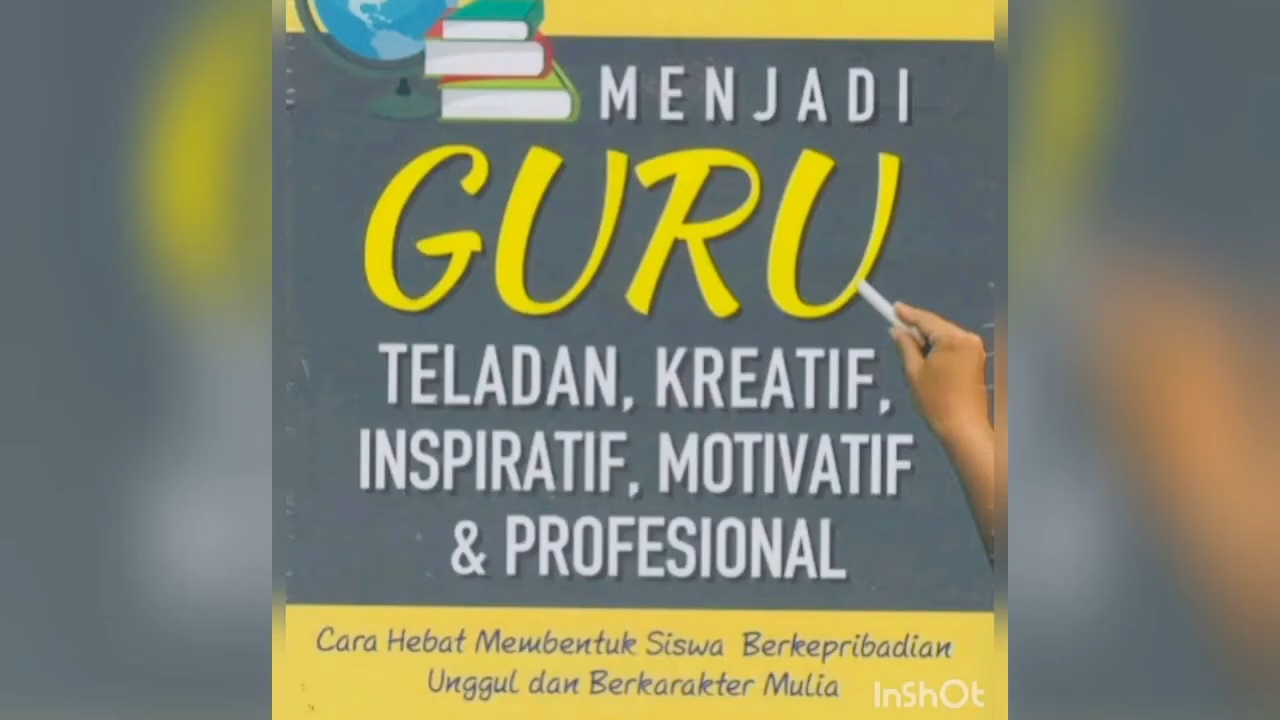 MENJADI
GURU
TELADAN, KREATIF,
INSPIRATIF, MOTIVATIF
& PROFESIONAL
Cara Hebat Membentuk Siswa Berkepribadian
Unggul dan Berkarakter Mulia
InShOt